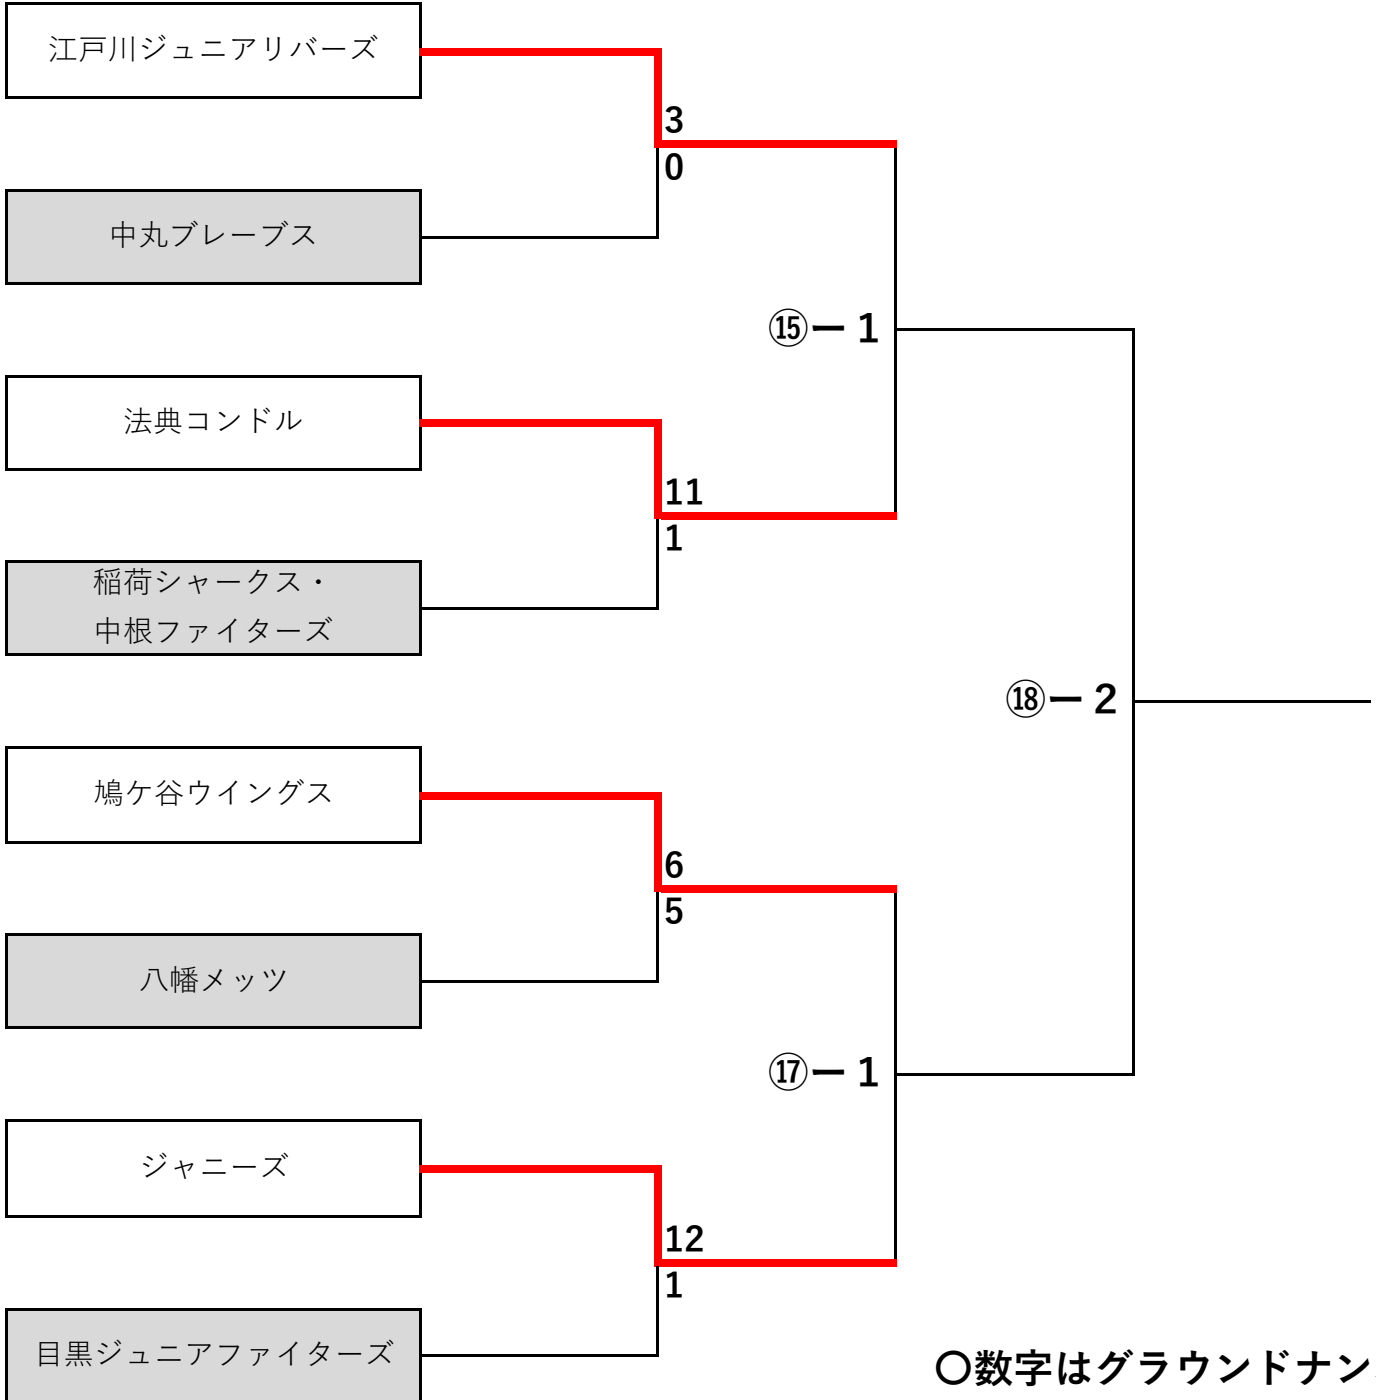 江戸川ジュニアリバーズ
3
0
中丸ブレーブス
⑮ー 1
法典コンドル
11
1
稲荷シャークス・
中根ファイターズ
⑱ー 2
鳩ケ谷ウイングス
6
5
八幡メッツ
⑰ー 1
ジャニーズ
12
1
目黒ジュニアファイターズ
〇数字はグラウンドナン